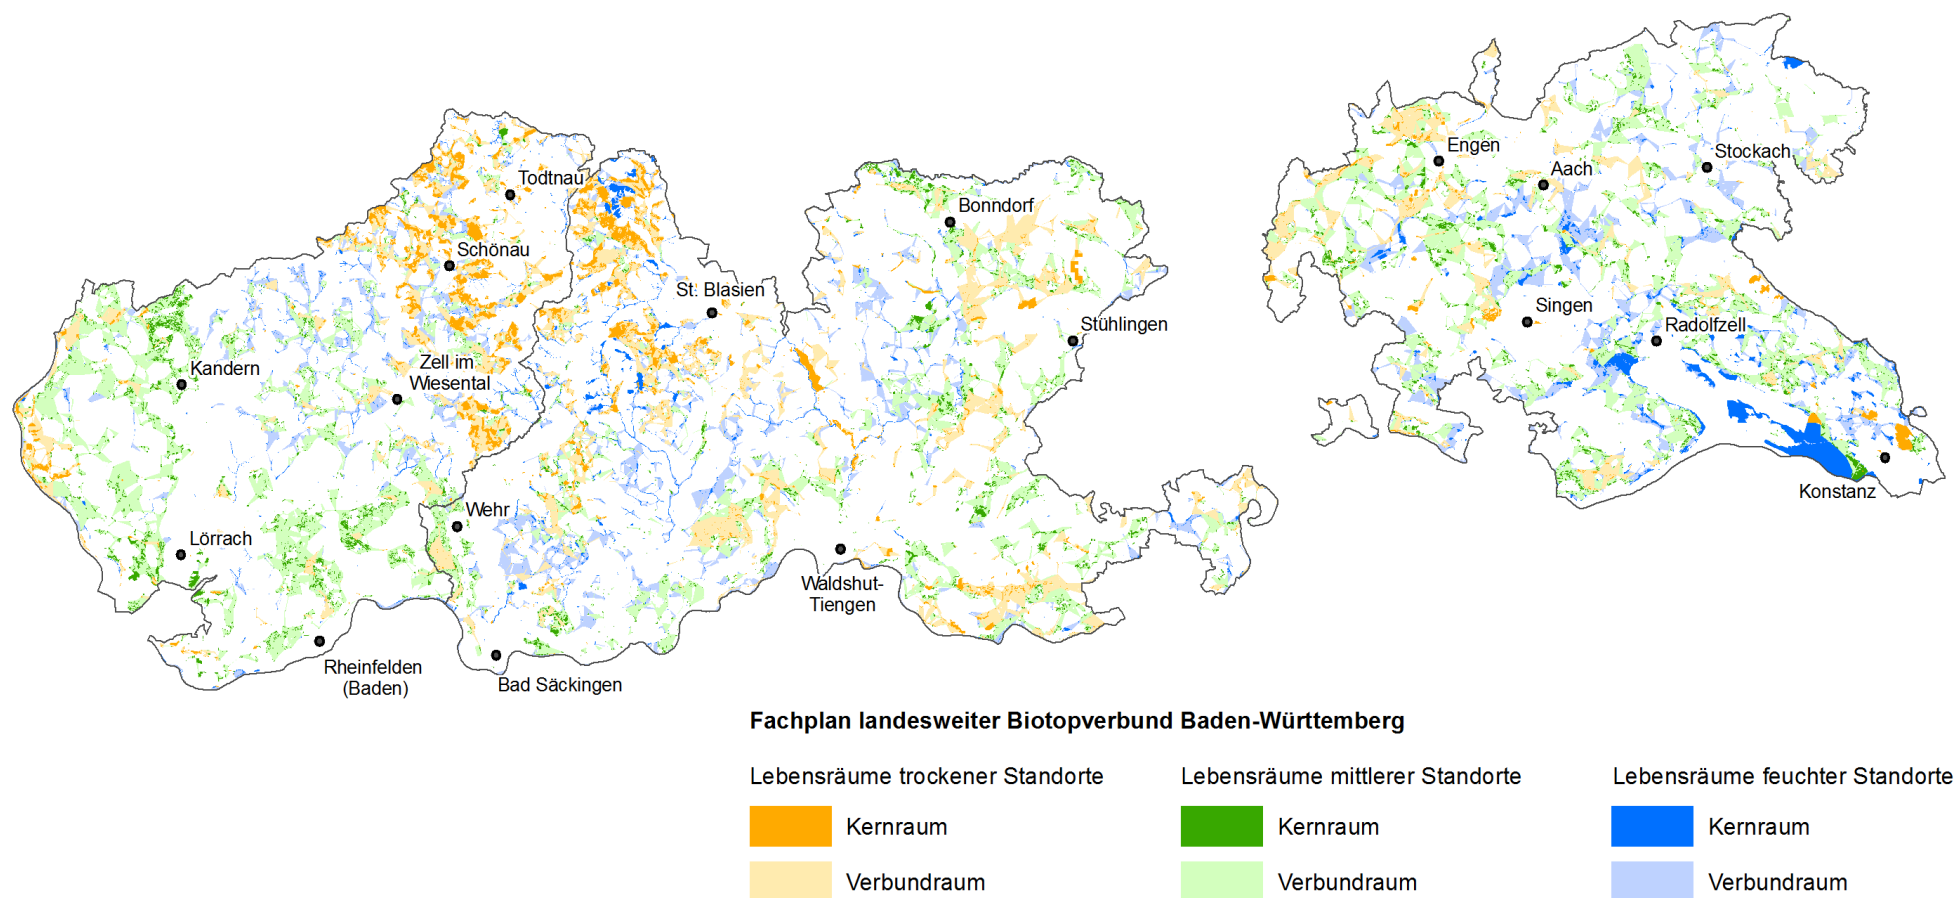 Engen
Stockach
Aach
Todtnau
Bonndorf
Schönau
St. Blasien
Singen
Radolfzell
Stühlingen
Kandern
Zell im
Wiesental
Konstanz
Wehr
Lörrach
Waldshut-
Tiengen
Rheinfelden
(Baden)
Bad Säckingen
Fachplan landesweiter Biotopverbund Baden-Württemberg
Lebensräume trockener Standorte
Kernraum
Verbundraum
Lebensräume mittlerer Standorte
Kernraum
Verbundraum
Lebensräume feuchter Standorte
Kernraum
Verbundraum